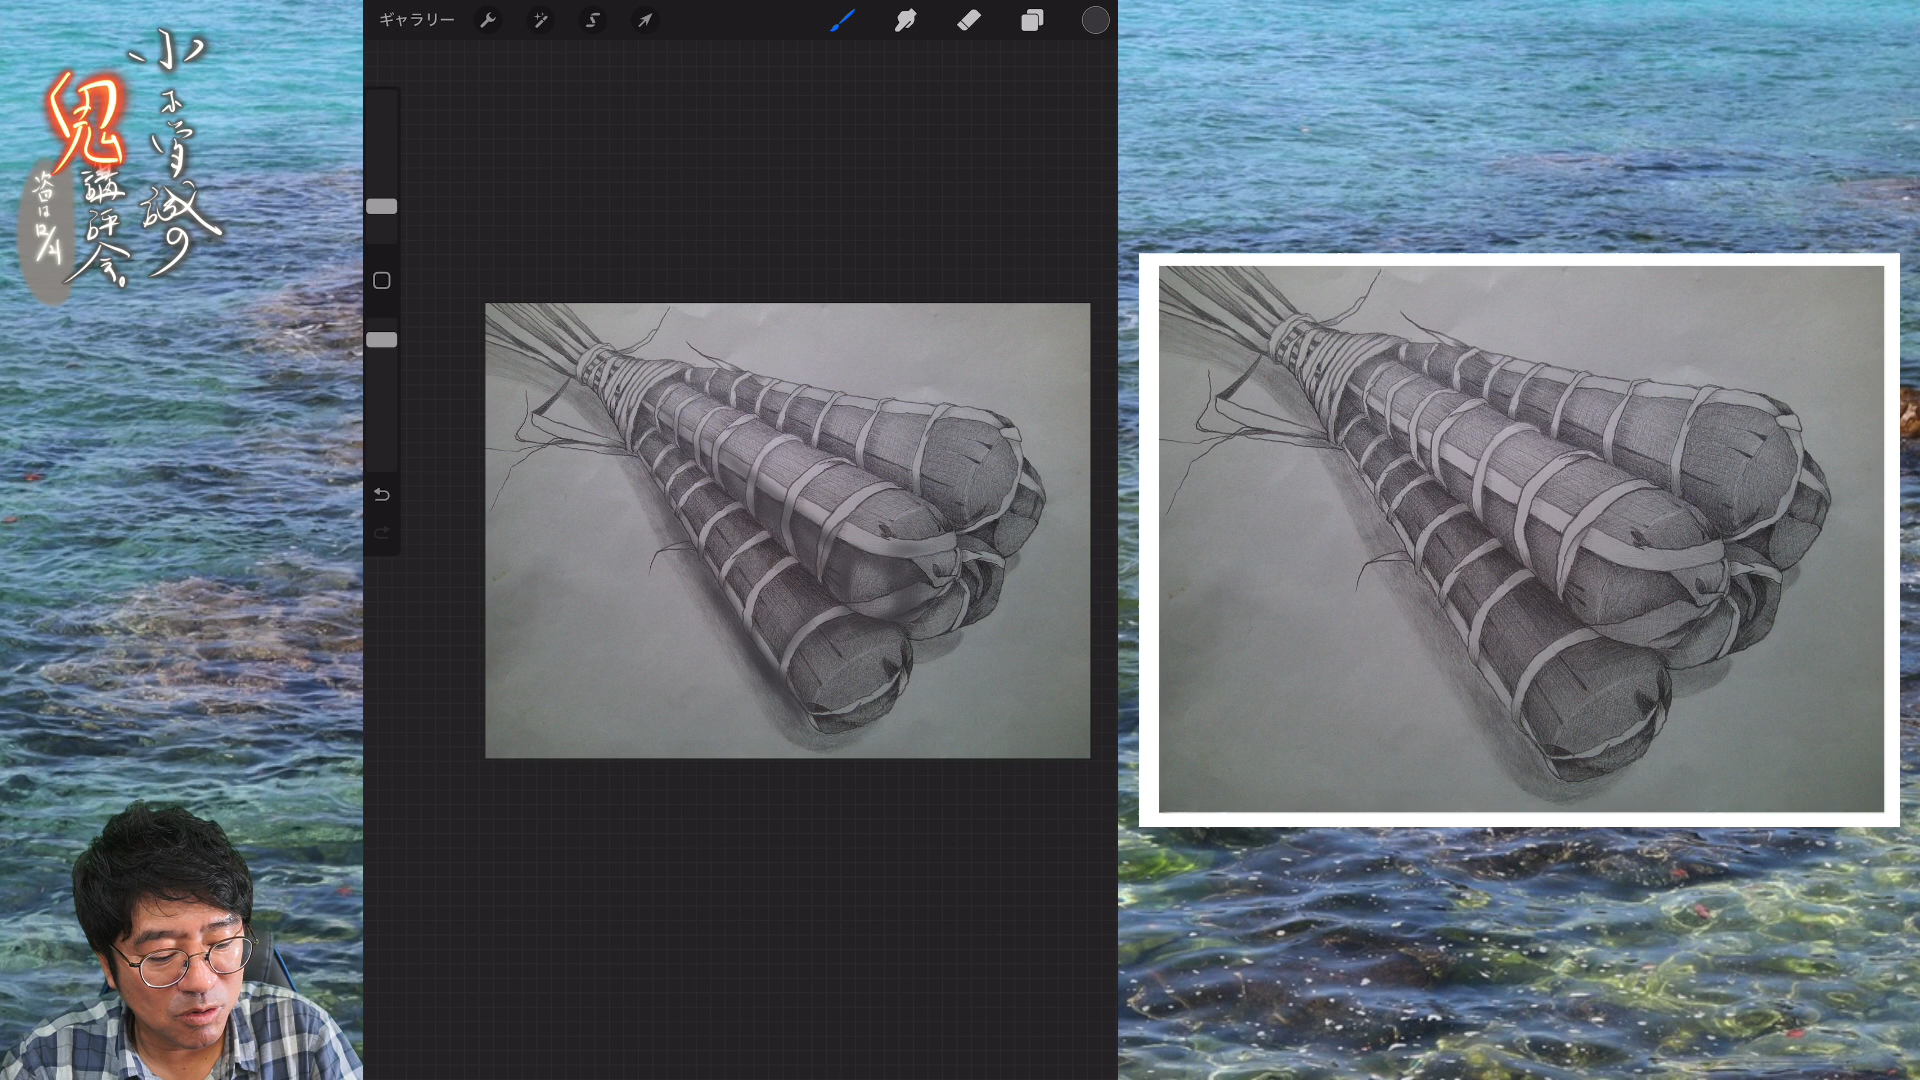 小木曽誠の
鬼
講評会。
ギャラリー